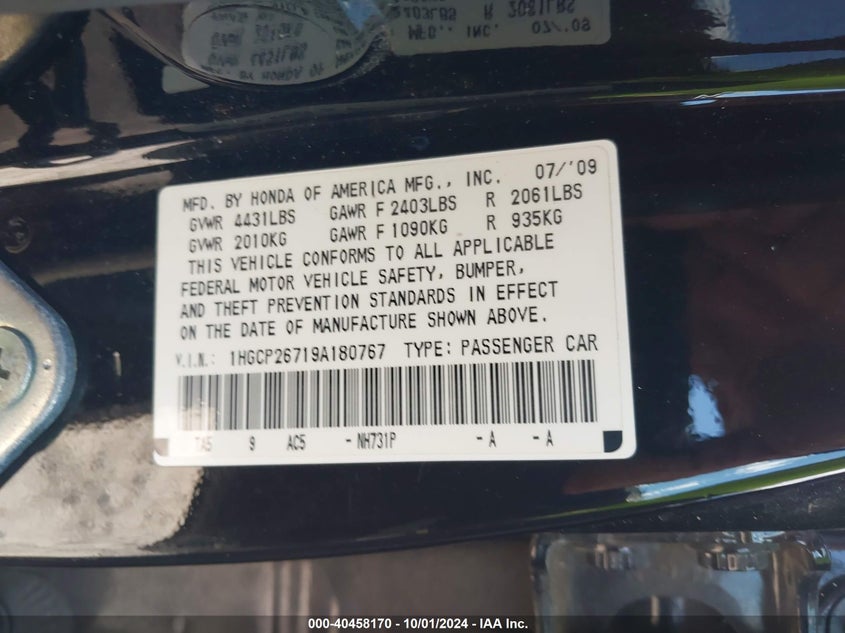 07/'09
MFD. BY HONDA OF AMERICA MFG., INC.
GVWR 4431LBS GAWR F 2403LBS R 2061LBS
GVWR 2010KG GAWR F 1090KG R 935KG
THIS VEHICLE CONFORMS TO ALL APPLICABLE
FEDERAL MOTOR VEHICLE SAFETY, BUMPER,
AND THEFT PREVENTION STANDARDS IN EFFECT
ON THE DATE OF MANUFACTURE SHOWN ABOVE.
V.I.N.: 1HGCP26719A180767 TYPE: PASSENGER CAR
TA5 9 AC5 -NH731P -A -A
000-40458170 - 10/01/2024 - IAA Inc.